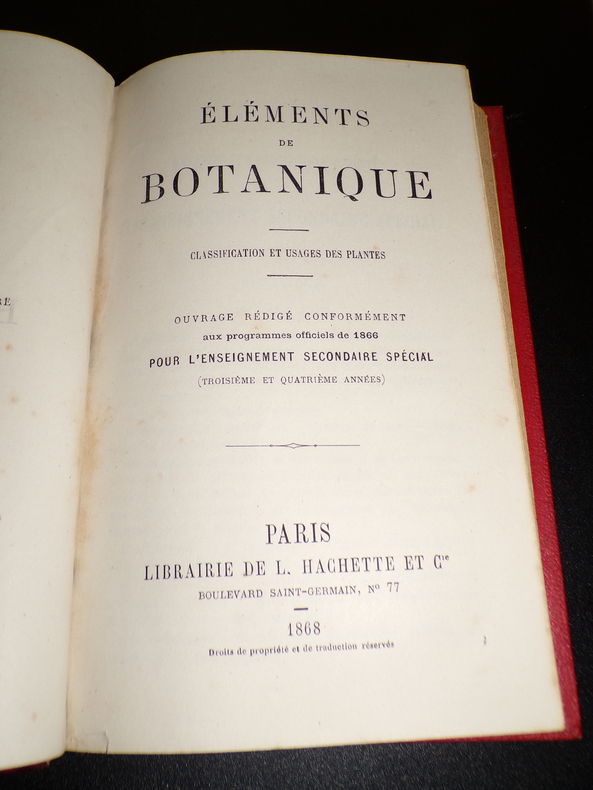 ÉLÉMENTS
DE
BOTANIQUE
CLASSIFICATION ET USAGES DES PLANTES
OUVRAGE RÉDIGÉ CONFORMÉMENT
aux programmes officiels de 1866
POUR L'ENSEIGNEMENT SECONDAIRE SPÉCIAL
(TROISIÈME ET QUATRIÈME ANNÉES)
PARIS
LIBRAIRIE DE L. HACHETTE ET Cie
BOULEVARD SAINT-GERMAIN, No 77
1868
Droits de propriété et de traduction réservés